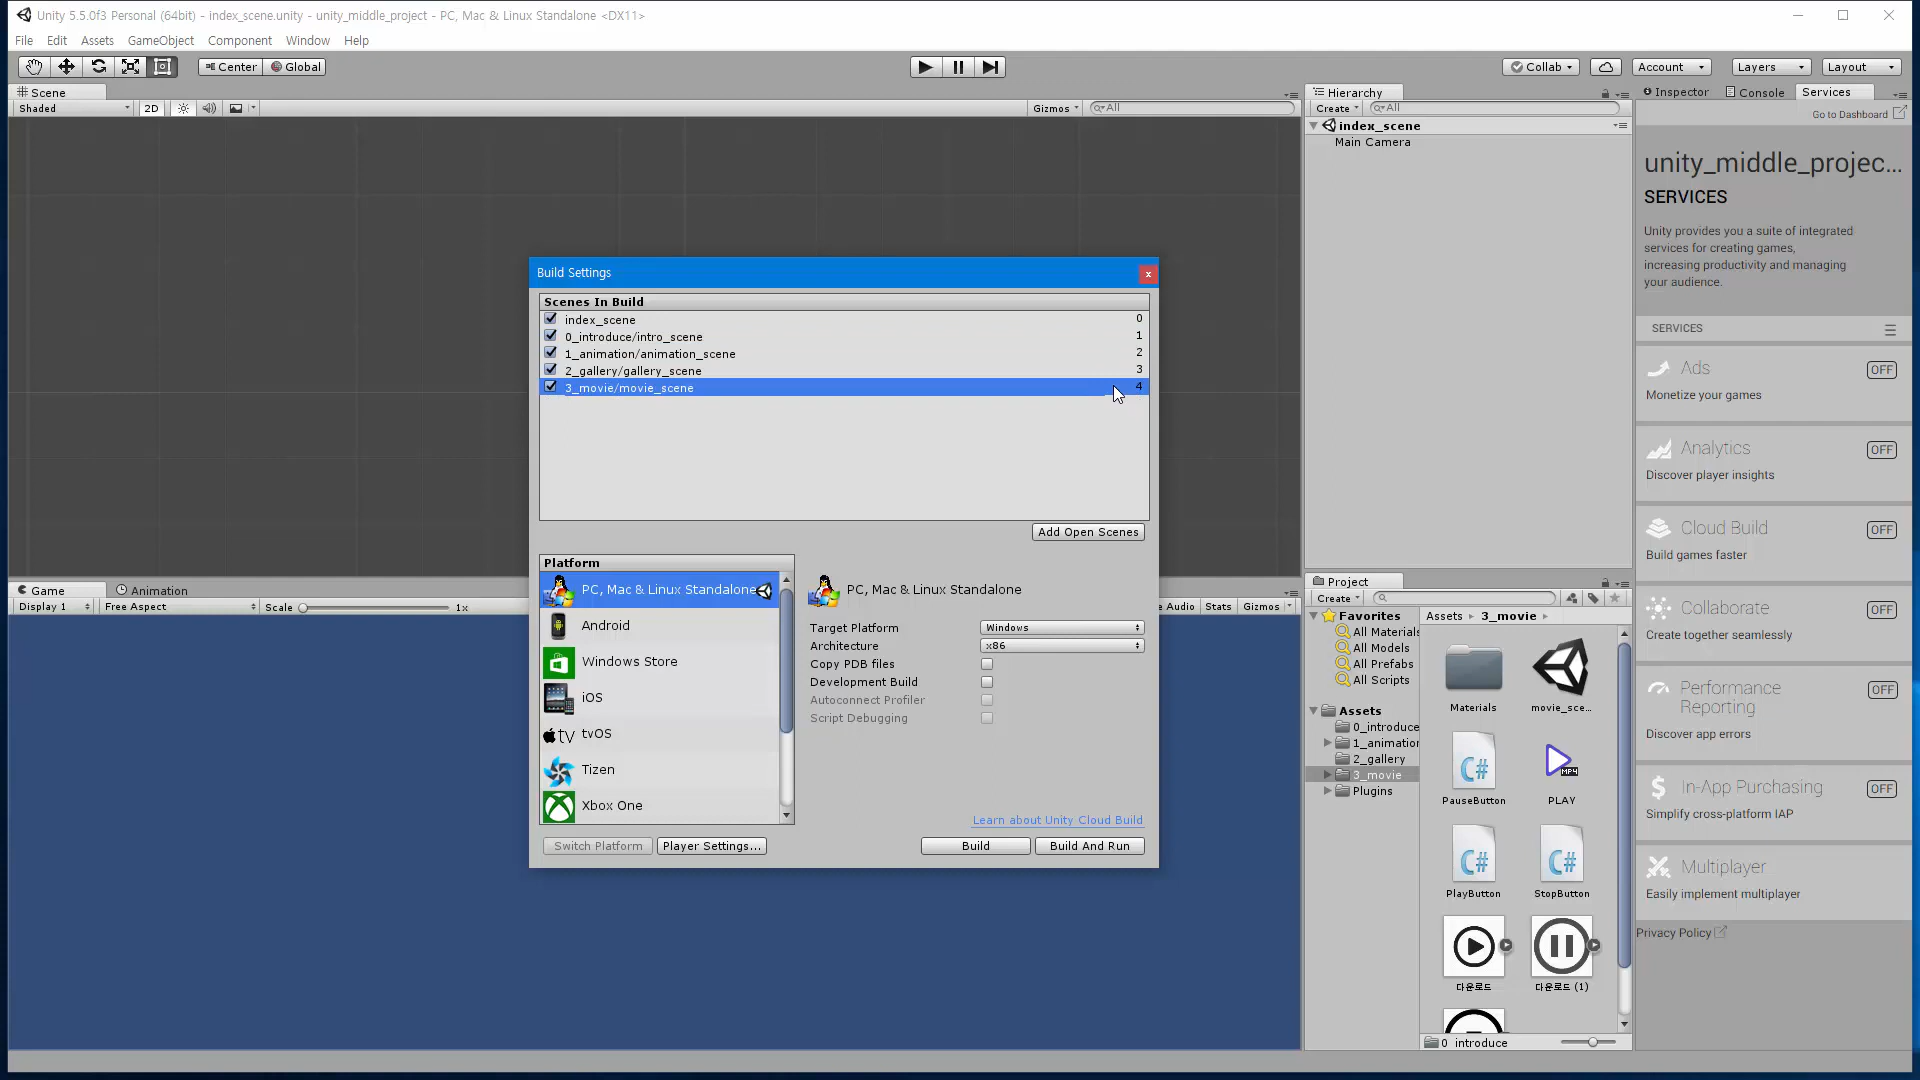 Unity 5.5.0f3 Personal (64bit) - index_scene.unity - unity_middle_project - PC, Mac & Linux Standalone <DX11>
File Edit Assets GameObject Component Window Help
Center Global Collab Account Layers Layout
Scene
Shaded 2D Gizmos All
Hierarchy
Create All
index_scene
Main Camera
Inspector Console Services
Go to Dashboard
unity_middle_projec...
SERVICES
Unity provides you a suite of integrated
services for creating games,
increasing productivity and managing
your audience.
SERVICES
Ads OFF
Monetize your games
Analytics OFF
Discover player insights
Cloud Build OFF
Build games faster
Collaborate OFF
Create together seamlessly
Performance
Reporting OFF
Discover app errors
In-App Purchasing OFF
Simplify cross-platform IAP
Multiplayer
Easily implement multiplayer
Privacy Policy
Build Settings x
Scenes In Build
index_scene 0
0_introduce/intro_scene 1
1_animation/animation_scene 2
2_gallery/gallery_scene 3
3_movie/movie_scene 4
Add Open Scenes
Platform
PC, Mac & Linux Standalone
Android
Windows Store
iOS
tv tvOS
Tizen
Xbox One
PC, Mac & Linux Standalone
Target Platform Windows
Architecture x86
Copy PDB files
Development Build
Autoconnect Profiler
Script Debugging
Learn about Unity Cloud Build
Switch Platform Player Settings... Build Build And Run
Game Animation
Display 1 Free Aspect Scale 1x e Audio Stats Gizmos
Project
Create
Favorites
All Materials
All Models
All Prefabs
All Scripts
Assets
0_introduce
1_animation
2_gallery
3_movie
Plugins
Assets 3_movie
Materials movie_sce...
C# MP4
PauseButton PLAY
C# C#
PlayButton StopButton
다운로드 다운로드 (1)
0_introduce